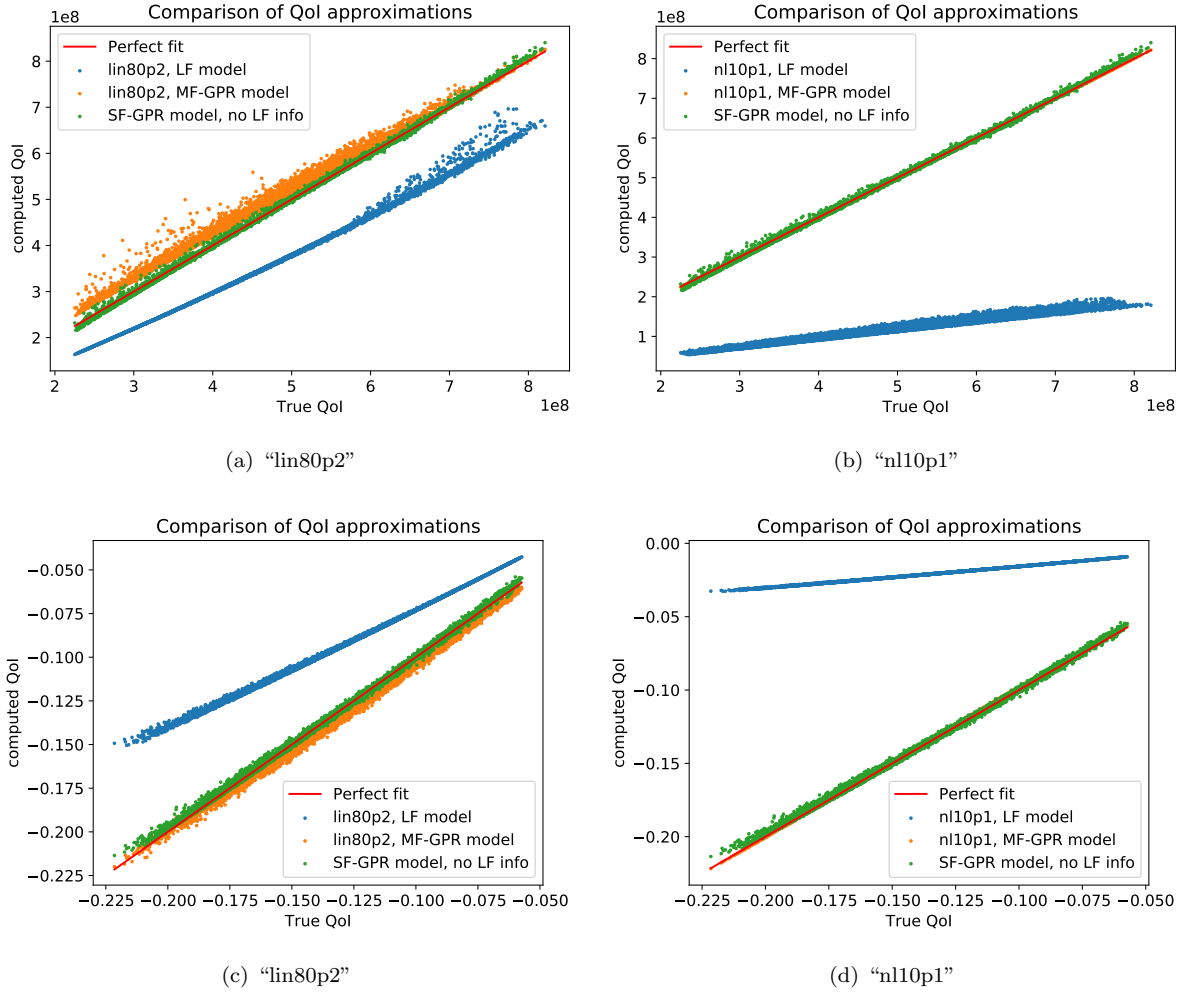 Comparison of QoI approximations
1e8
Perfect fit
lin80p2, LF model
lin80p2, MF-GPR model
SF-GPR model, no LF info
8
7
6
5
4
3
2
computed QoI
2 3 4 5 6 7 8
True QoI
1e8
(a) “lin80p2”
Comparison of QoI approximations
1e8
Perfect fit
nl10p1, LF model
nl10p1, MF-GPR model
SF-GPR model, no LF info
8
7
6
5
4
3
2
1
computed QoI
2 3 4 5 6 7 8
True QoI
1e8
(b) “nl10p1”
Comparison of QoI approximations
−0.050
−0.075
−0.100
−0.125
−0.150
−0.175
−0.200
−0.225
computed QoI
Perfect fit
lin80p2, LF model
lin80p2, MF-GPR model
SF-GPR model, no LF info
−0.225 −0.200 −0.175 −0.150 −0.125 −0.100 −0.075 −0.050
True QoI
(c) “lin80p2”
Comparison of QoI approximations
0.00
−0.05
−0.10
−0.15
−0.20
computed QoI
Perfect fit
nl10p1, LF model
nl10p1, MF-GPR model
SF-GPR model, no LF info
−0.225 −0.200 −0.175 −0.150 −0.125 −0.100 −0.075 −0.050
True QoI
(d) “nl10p1”